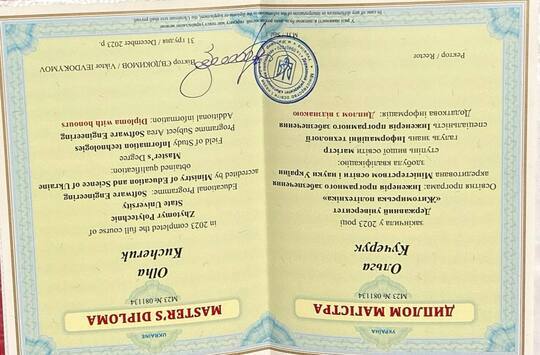 УКРАЇНА
ДИПЛОМ МАГІСТРА
М23 № 081134
Ольга
Кучерук
закінчила у 2023 році
Державний університет
«Житомирська політехніка»
Освітня програма: Інженерія програмного забезпечення
акредитована Міністерством освіти і науки України
здобула кваліфікацію:
ступінь вищої освіти магістр
галузь знань Інформаційні технології
спеціальність Інженерія програмного забезпечення
Додаткова інформація: Диплом з відзнакою
Ректор / Rector
UKRAINE
MASTER'S DIPLOMA
М23 № 081134
Olha
Kucheruk
in 2023 completed the full course of
Zhytomyr Polytechnic
State University
Educational Programme: Software Engineering
accredited by Ministry of Education and Science of Ukraine
obtained qualification:
Master's Degree
Field of Study Information technologies
Programme Subject Area Software Engineering
Additional information: Diploma with honours
Віктор ЄВДОКИМОВ / Viktor IEVDOKYMOV
31 грудня / December 2023 р.